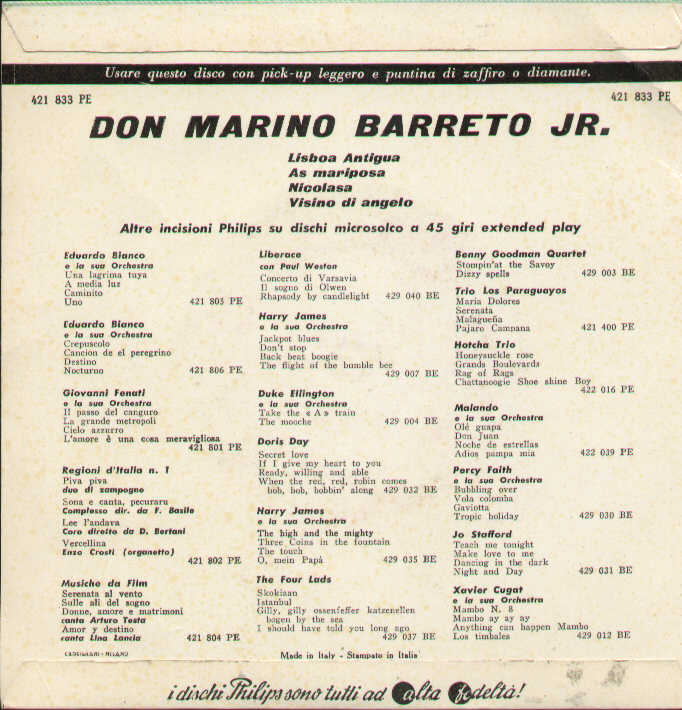 Usare questo disco con pick-up leggero e puntina di zaffiro o diamante.
421 833 PE
421 833 PE
DON MARINO BARRETO JR.
Lisboa Antigua
As mariposa
Nicolasa
Visino di angelo
Altre incisioni Philips su dischi microsolco a 45 giri extended play
Eduardo Bianco
e la sua Orchestra
Una lagrima tuya
A media luz
Caminito
Uno 421 805 PE
Eduardo Bianco
e la sua Orchestra
Crepuscolo
Cancion de el peregrino
Destino
Nocturno 421 806 PE
Giovanni Fenati
e la sua Orchestra
Il passo del canguro
La grande metropoli
Cielo azzurro
L'amore è una cosa meravigliosa
421 801 PE
Regioni d'Italia n. 1
Piva piva
duo di zampogno
Sona e canta, pecuraru
Complesso dir. da F. Basile
Lee l'andava
Coro diretto da D. Bertani
Vercellina
Enzo Crosti (organetto)
421 802 PE
Musiche da Film
Serenata al vento
Sulle ali del sogno
Donne, amore e matrimoni
canta Arturo Testa
Amor y destino
canta Lina Lancia 421 804 PE
Liberace
con Paul Weston
Concerto di Varsavia
Il sogno di Olwen
Rhapsody by candlelight 429 040 BE
Harry James
e la sua Orchestra
Jackpot blues
Don't stop
Back beat boogie
The flight of the bumble bee
429 007 BE
Duke Ellington
e la sua Orchestra
Take the « A » train
The mooche 429 004 BE
Doris Day
Secret love
If I give my heart to you
Ready, willing and able
When the red, red, robin comes
bob, bob, bobbin' along 429 032 BE
Harry James
e la sua Orchestra
The high and the mighty
Three Coins in the fountain
The touch
O, mein Papà 429 035 BE
The Four Lads
Skokiaan
Istanbul
Gilly, gilly ossenfeffer katzenellen
bogen by the sea
I should have told you long ago
429 037 BE
Benny Goodman Quartet
Stompin'at the Savoy
Dizzy spells 429 003 BE
Trio Los Paraguayos
Maria Dolores
Serenata
Malagueña
Pajaro Campana 421 400 PE
Hotcha Trio
Honeysuckle rose
Grands Boulevards
Rag of Rags
Chattanoogie Shoe shine Boy
422 016 PE
Malando
e la sua Orchestra
Olé guapa
Don Juan
Noche de estrellas
Adios pampa mia 422 039 PE
Percy Faith
e la sua Orchestra
Bubbling over
Vola colomba
Gaviotta
Tropic holiday 429 030 BE
Jo Stafford
Teach me tonight
Make love to me
Dancing in the dark
Night and Day 429 031 BE
Xavier Cugat
e la sua Orchestra
Mambo N. 8
Mambo ay ay ay
Anything can happen Mambo
Los timbales 429 012 BE
Made in Italy - Stampato in Italia
i dischi Philips sono tutti ad alta fedeltà!